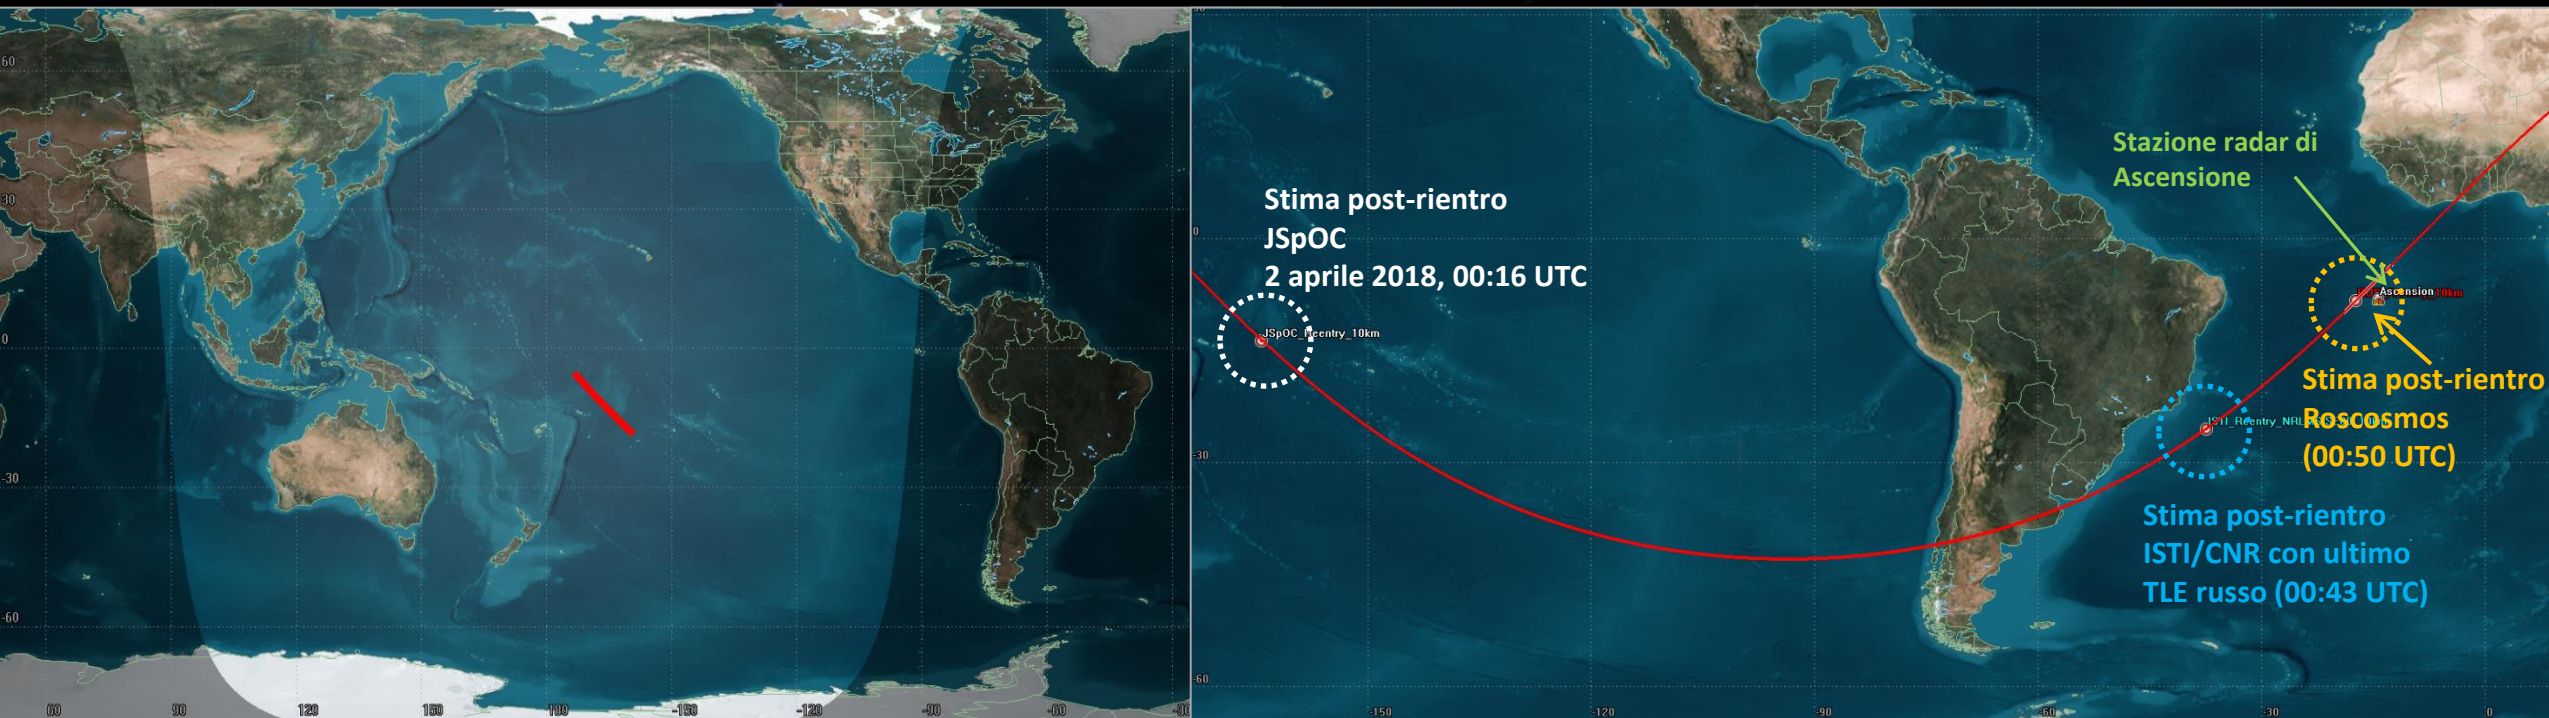 60
30
0
-30
-60
60
90
120
150
180
-150
-120
-90
-60
Stima post-rientro
JSpOC
2 aprile 2018, 00:16 UTC
JSpOC_Reentry_10km
Stazione radar di
Ascensione
Ascension
10km
Stima post-rientro
Roscosmos
(00:50 UTC)
Stima post-rientro
ISTI/CNR con ultimo
TLE russo (00:43 UTC)
0
-30
-60
-150
-120
-90
-60
-30
0